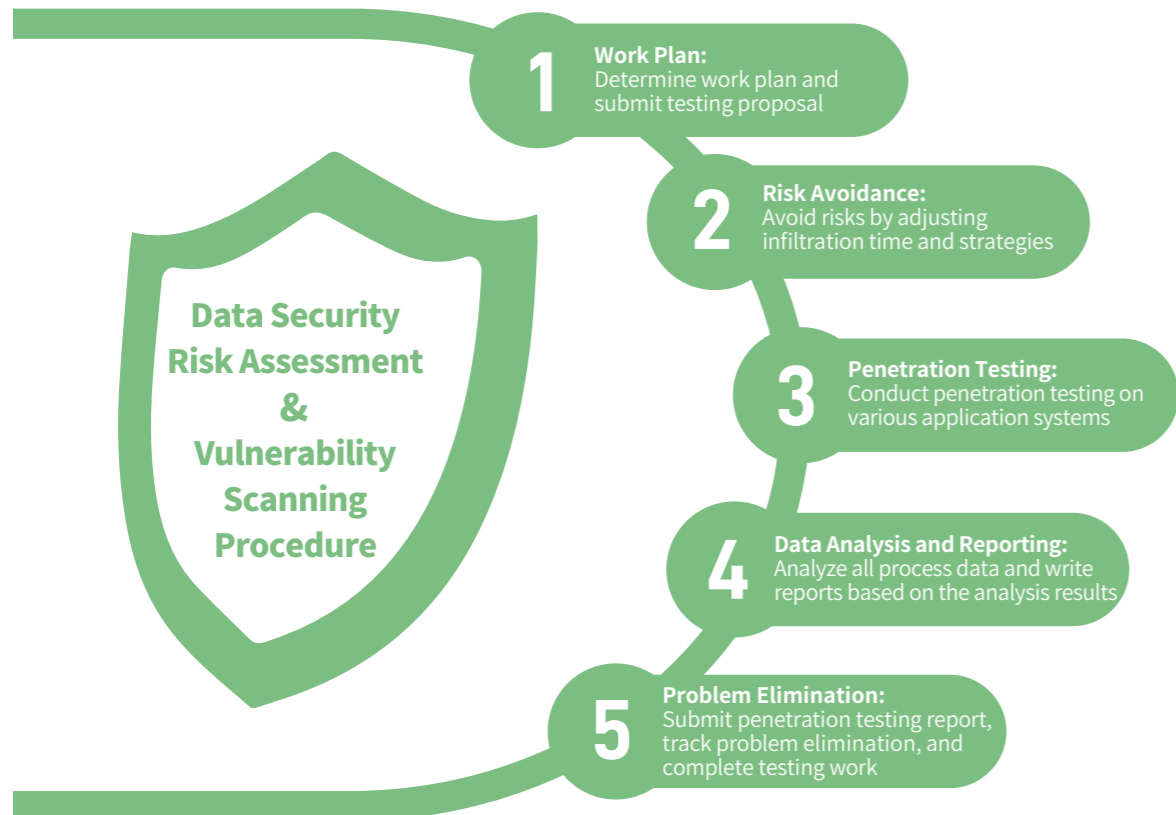 Data Security
Risk Assessment
&
Vulnerability
Scanning
Procedure
1
Work Plan:
Determine work plan and
submit testing proposal
2
Risk Avoidance:
Avoid risks by adjusting
infiltration time and strategies
3
Penetration Testing:
Conduct penetration testing on
various application systems
4
Data Analysis and Reporting:
Analyze all process data and write
reports based on the analysis results
5
Problem Elimination:
Submit penetration testing report,
track problem elimination, and
complete testing work